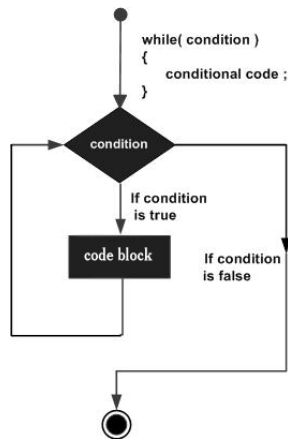 while( condition )
{
conditional code ;
}
condition
If condition
is true
code block
If condition
is false